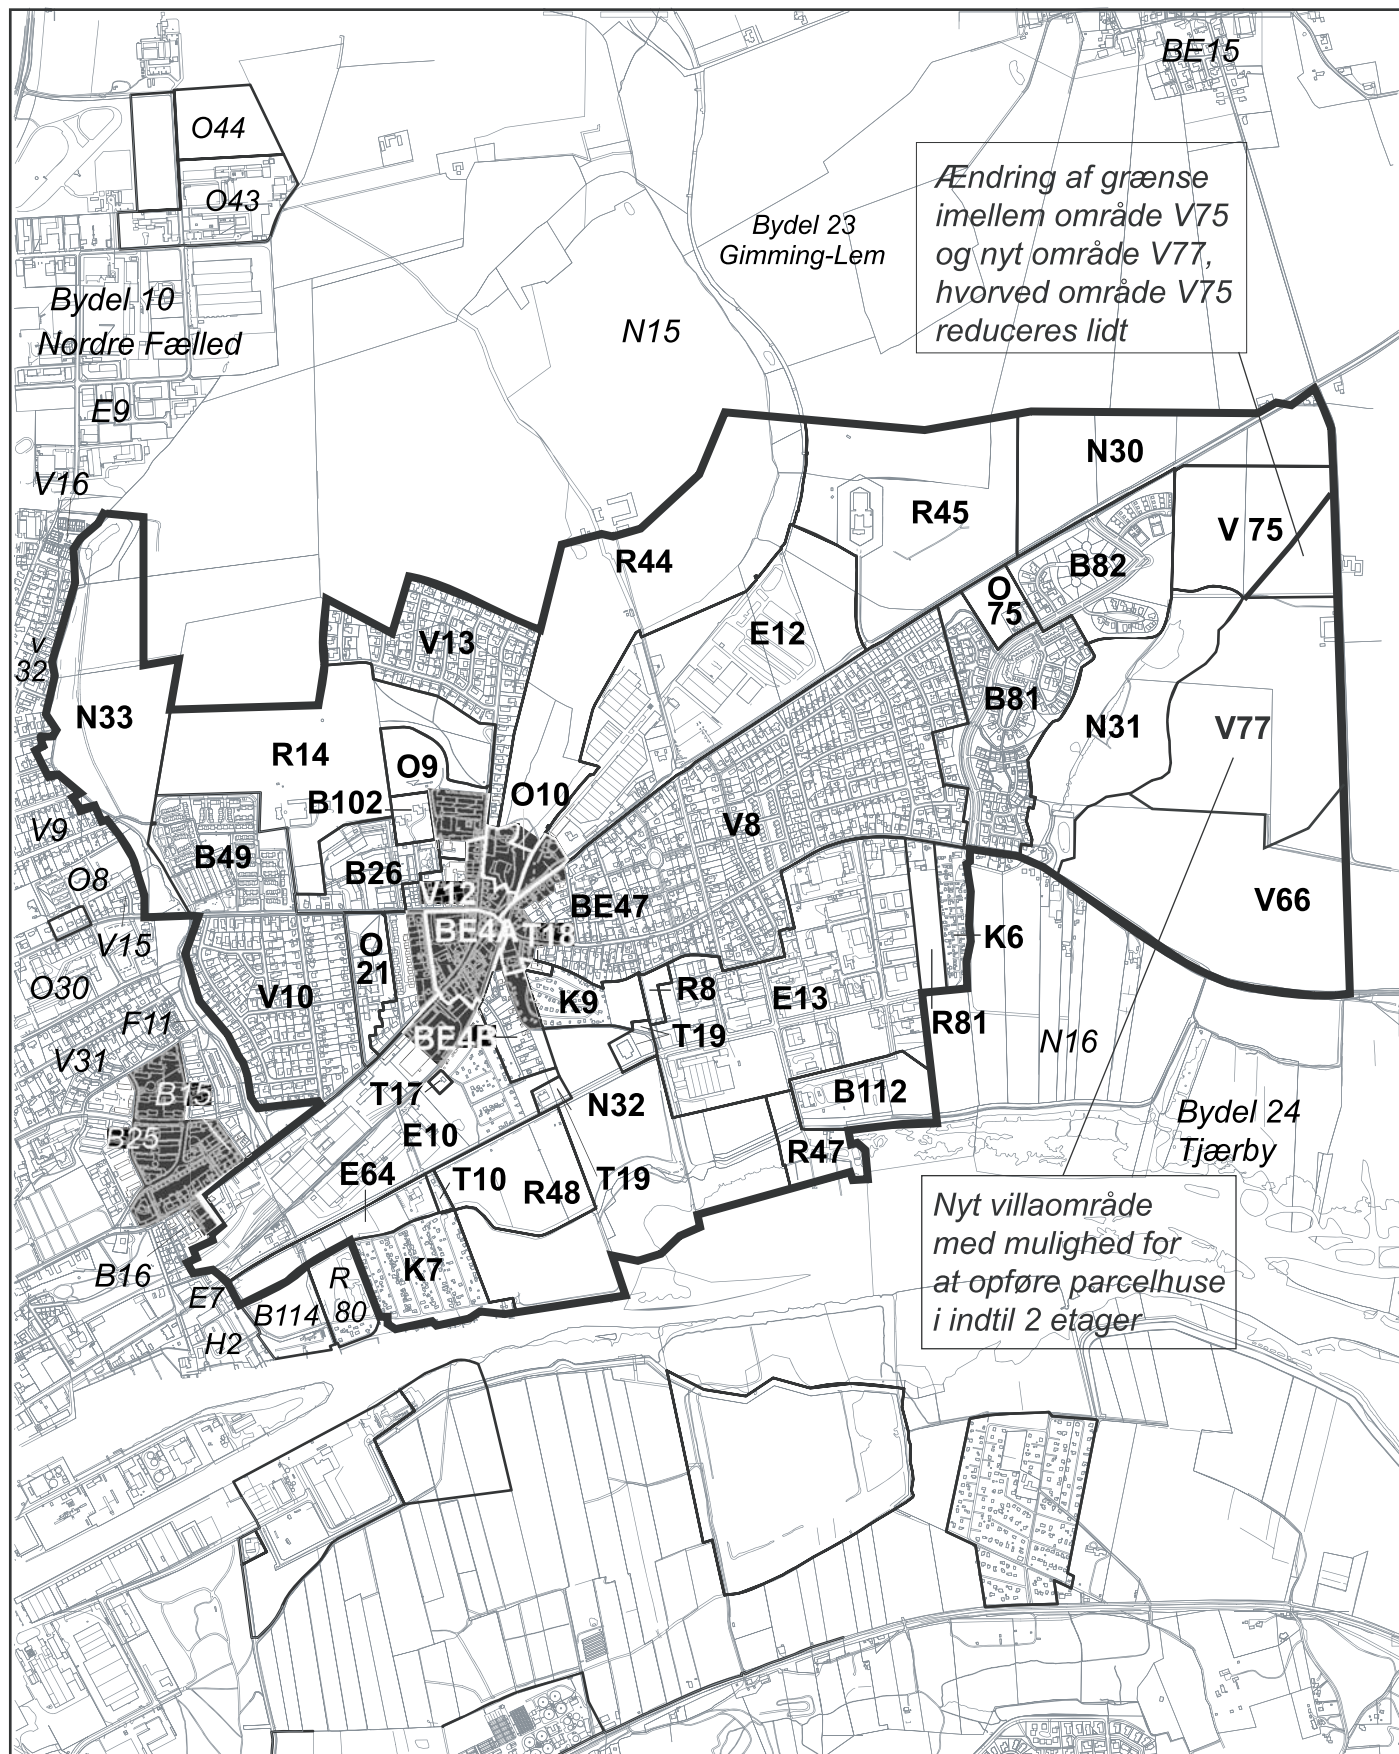 BE15
O44
O43
Ændring af grænse
imellem område V75
og nyt område V77,
hvorved område V75
reduceres lidt
Bydel 23
Gimming-Lem
Bydel 10
7
Nordre Fælled
N15
E9
V16
N30
R45
V 75
R44
B82
O
75
E12
V13
V
32
B81
N31
V77
N33
R14
O9
B102
O10
V9
V8
B49
B26
O8
V12
BE47
V66
BE4A
T18
K6
O
21
V15
O30
V10
K9
R8
E13
F11
R81
BE4B
T19
N16
V31
T17
B15
N32
B112
Bydel 24
Tjærby
B25
E10
R47
E64
T10
R48
T19
Nyt villaområde
med mulighed for
at opføre parcelhuse
i indtil 2 etager
B16
K7
R
80
E7
B114
H2